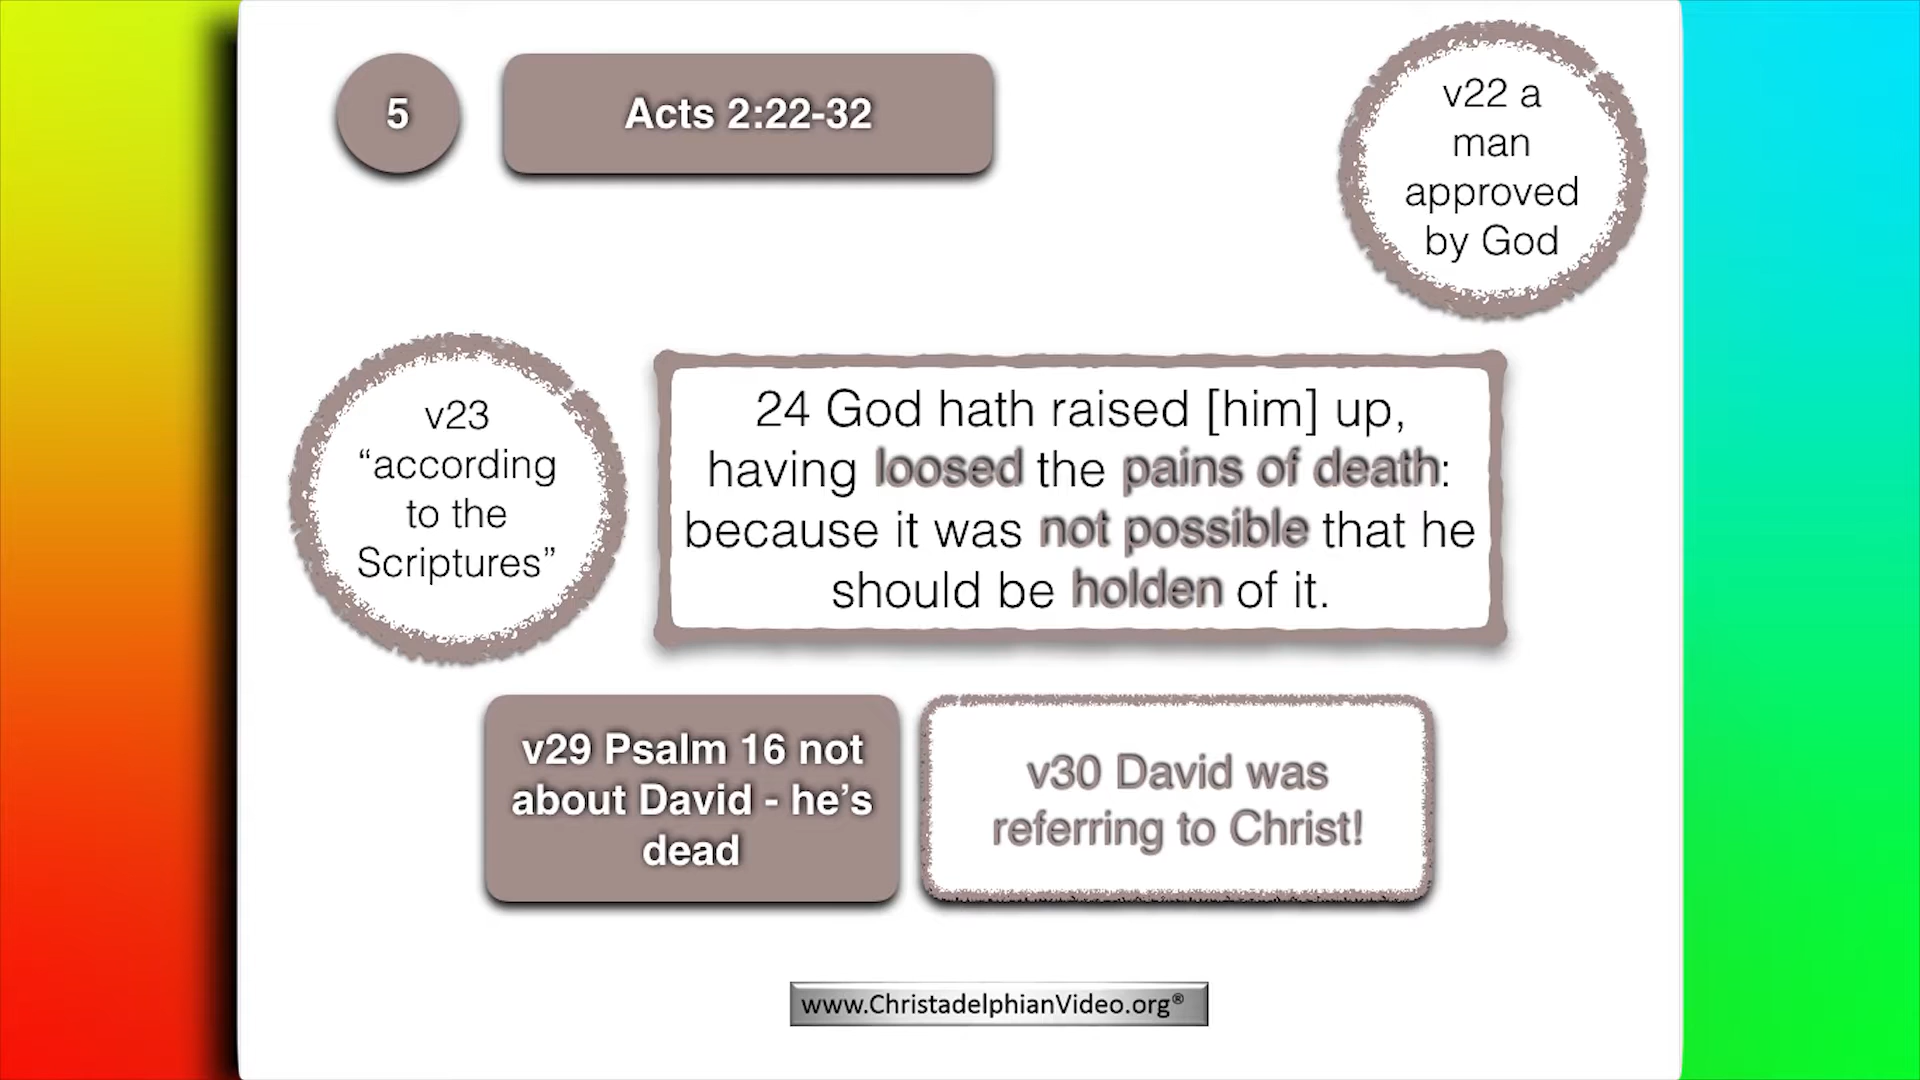 5
Acts 2:22-32
v22 a
man
approved
by God
v23
“according
to the
Scriptures”
24 God hath raised [him] up,
having loosed the pains of death:
because it was not possible that he
should be holden of it.
v29 Psalm 16 not
about David - he’s
dead
v30 David was
referring to Christ!
www.ChristadelphianVideo.org®